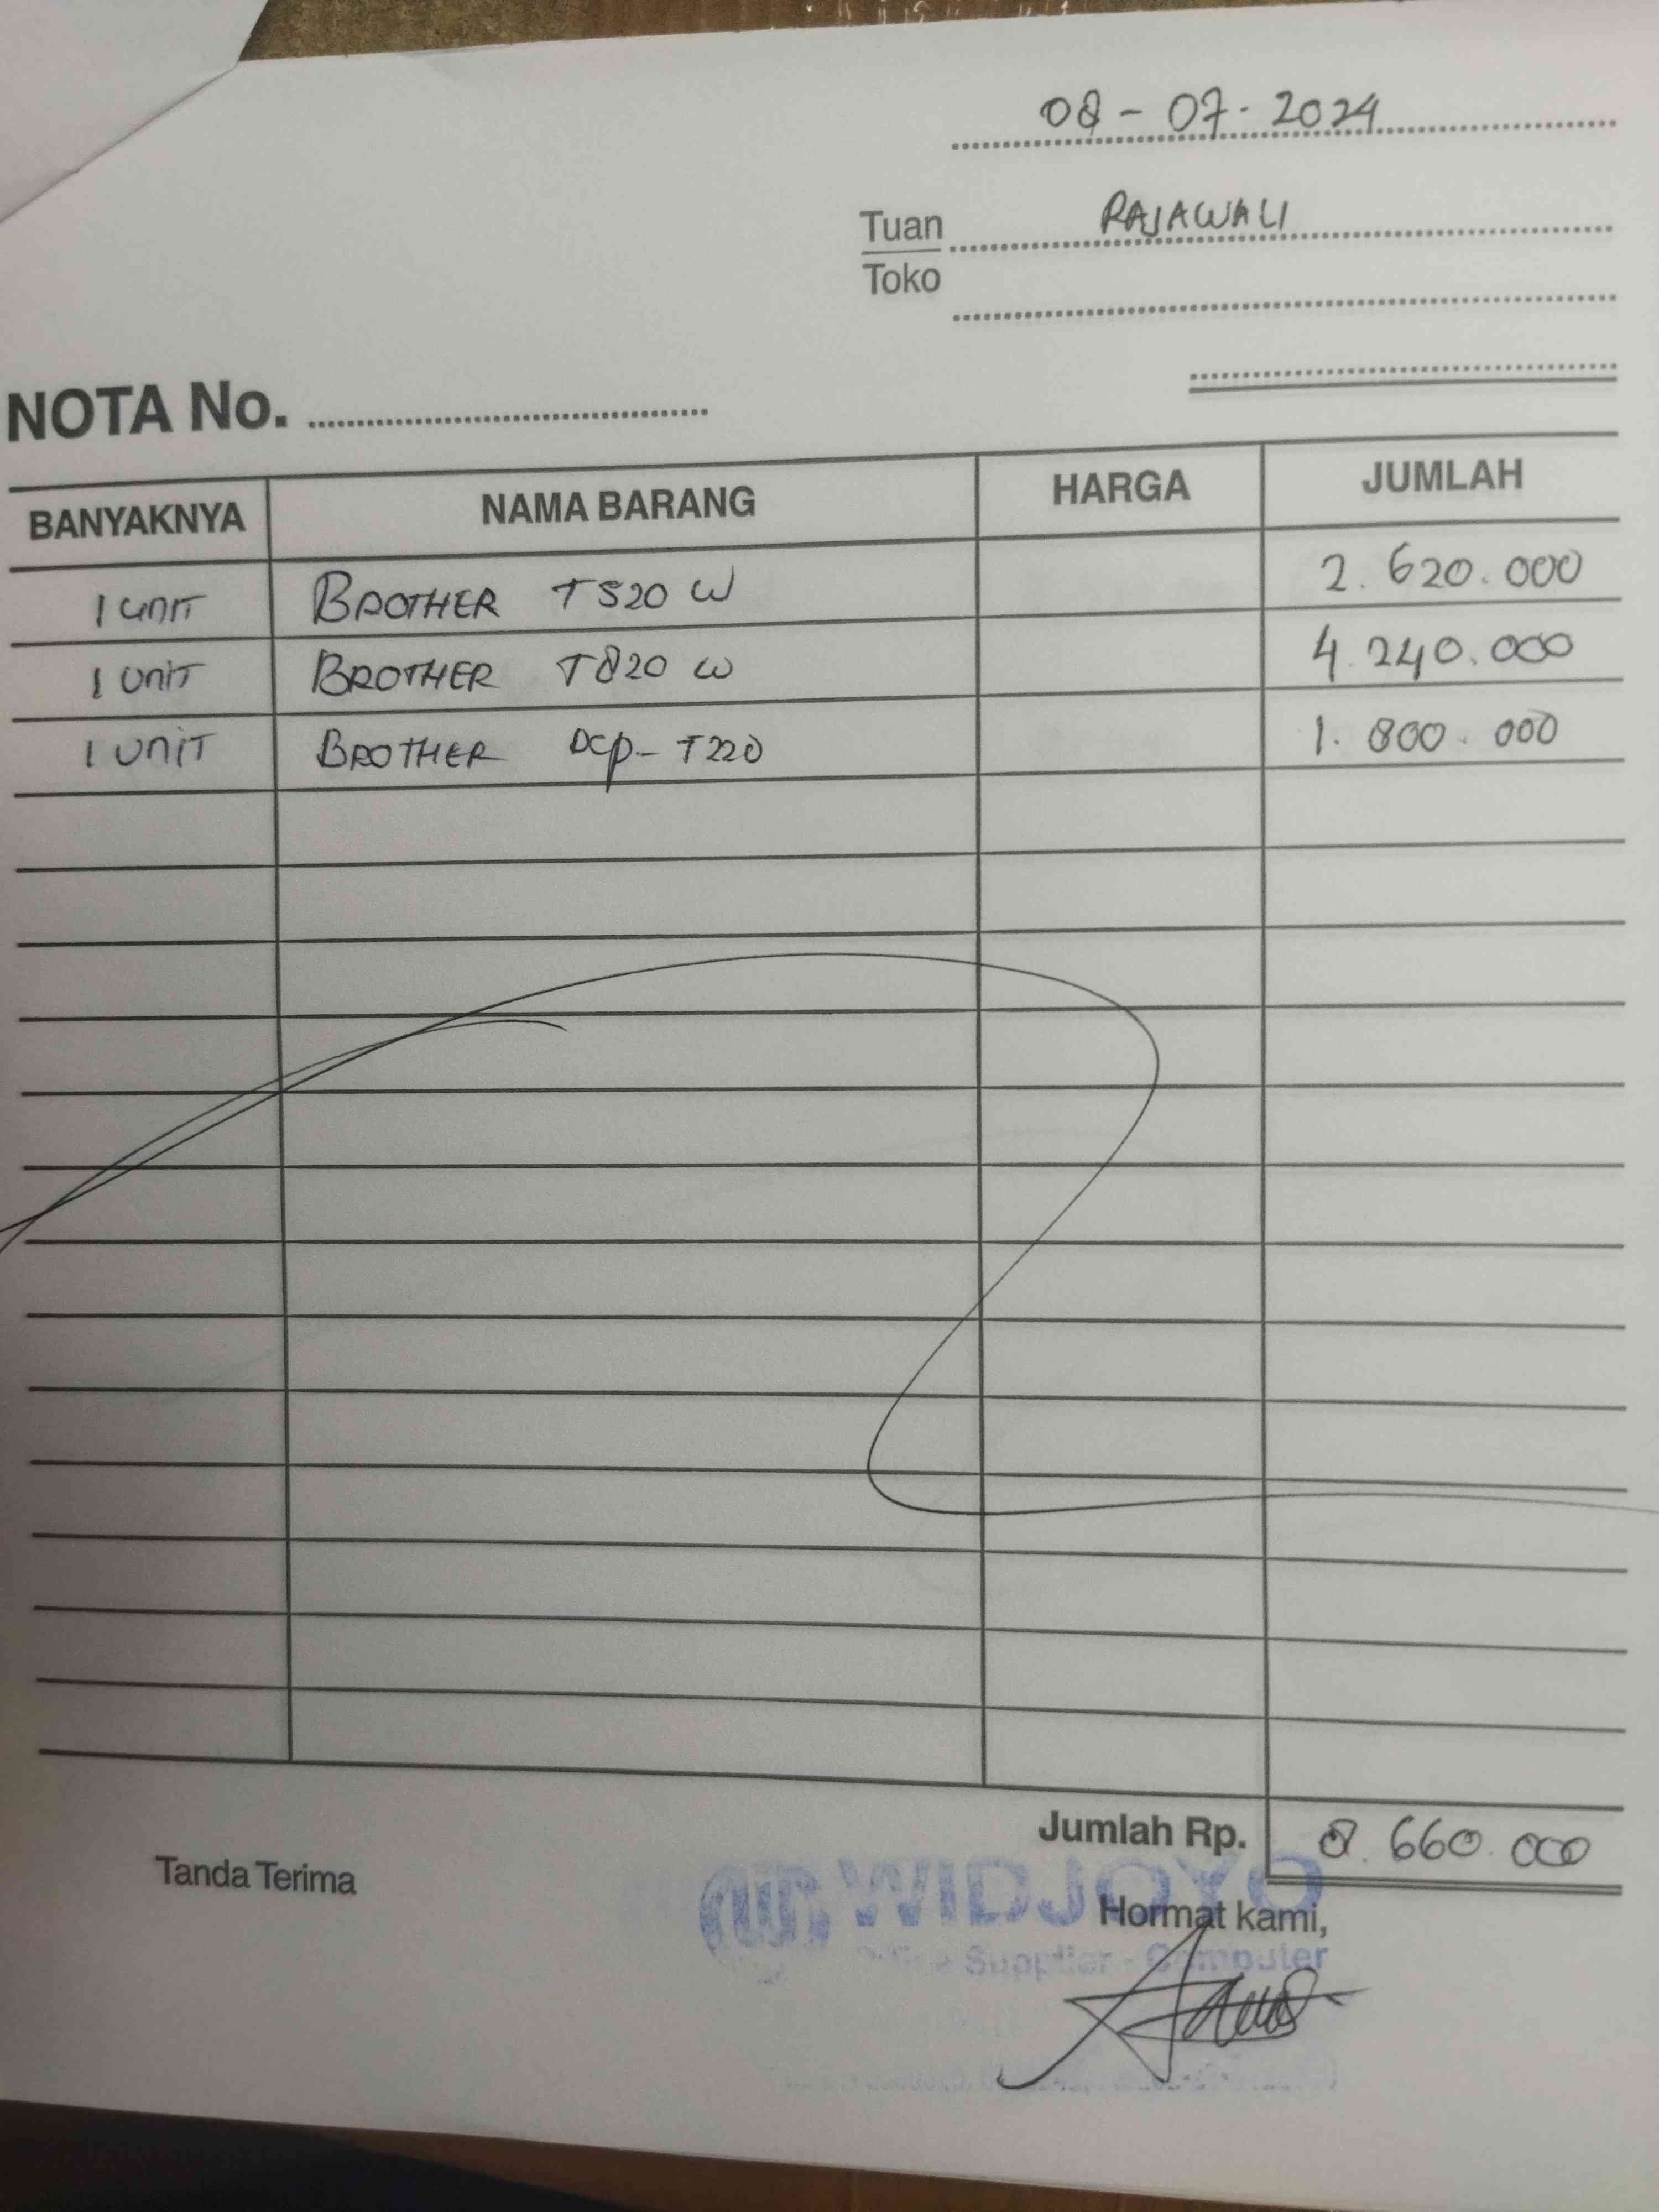 08 - 07 - 2024
Tuan RAJAWALI
Toko
NOTA No.
BANYAKNYA NAMA BARANG HARGA JUMLAH
1 UNIT BROTHER T520 W 2.620.000
1 UNIT BROTHER T820 W 4.240.000
1 UNIT BROTHER DCP-T220 1.800.000
Jumlah Rp. 8.660.000
Tanda Terima
WIDJOYO
Hormat kami,
Supplier - Computer